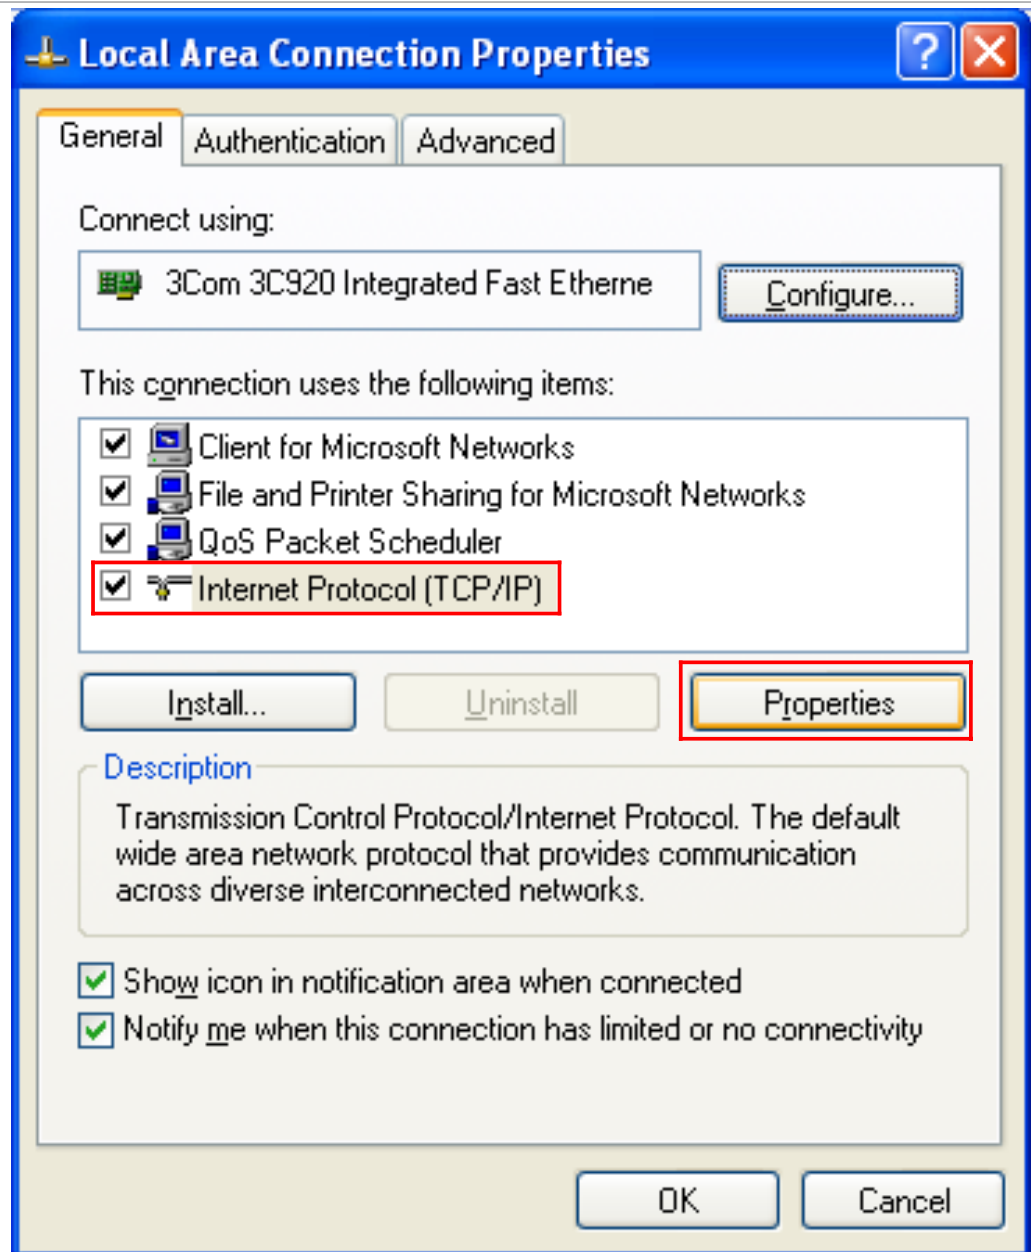 Local Area Connection Properties
?
General Authentication Advanced
Connect using:
3Com 3C920 Integrated Fast Etherne
Configure...
This connection uses the following items:
Client for Microsoft Networks
File and Printer Sharing for Microsoft Networks
QoS Packet Scheduler
Internet Protocol (TCP/IP)
Install... Uninstall Properties
Description
Transmission Control Protocol/Internet Protocol. The default
wide area network protocol that provides communication
across diverse interconnected networks.
Show icon in notification area when connected
Notify me when this connection has limited or no connectivity
OK Cancel